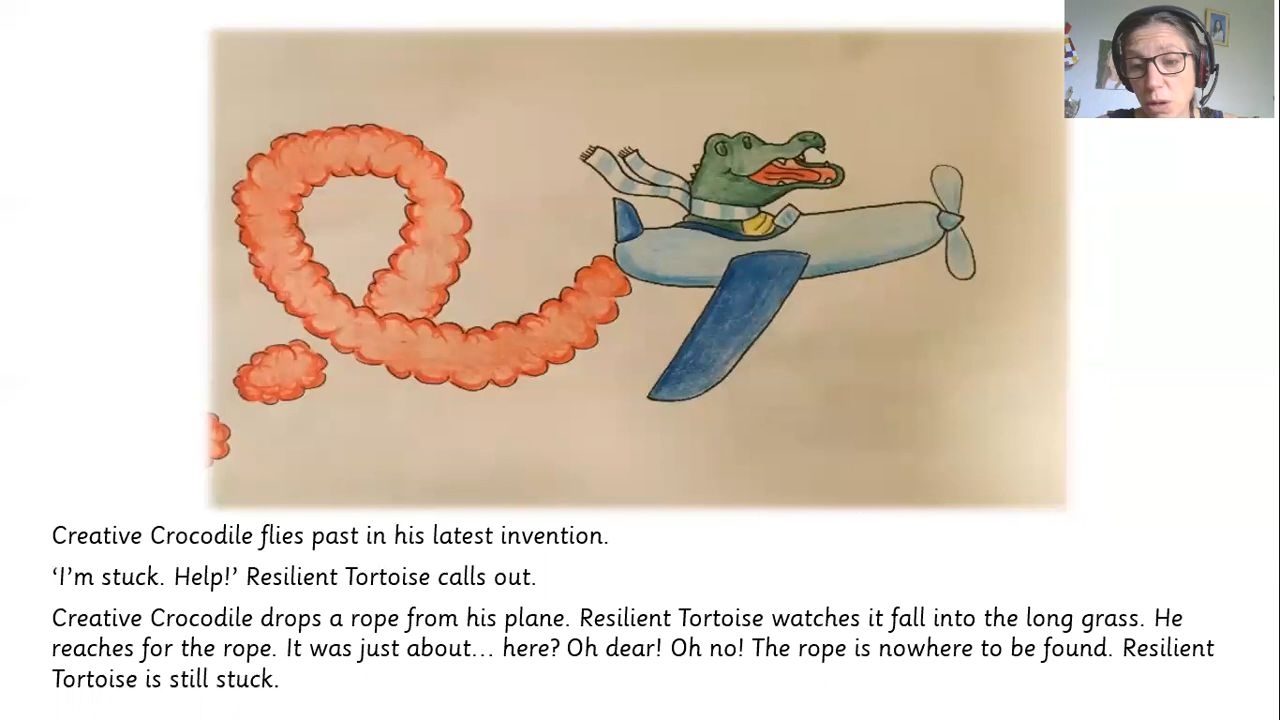 Creative Crocodile flies past in his latest invention.
‘I’m stuck. Help!’ Resilient Tortoise calls out.
Creative Crocodile drops a rope from his plane. Resilient Tortoise watches it fall into the long grass. He
reaches for the rope. It was just about… here? Oh dear! Oh no! The rope is nowhere to be found. Resilient
Tortoise is still stuck.